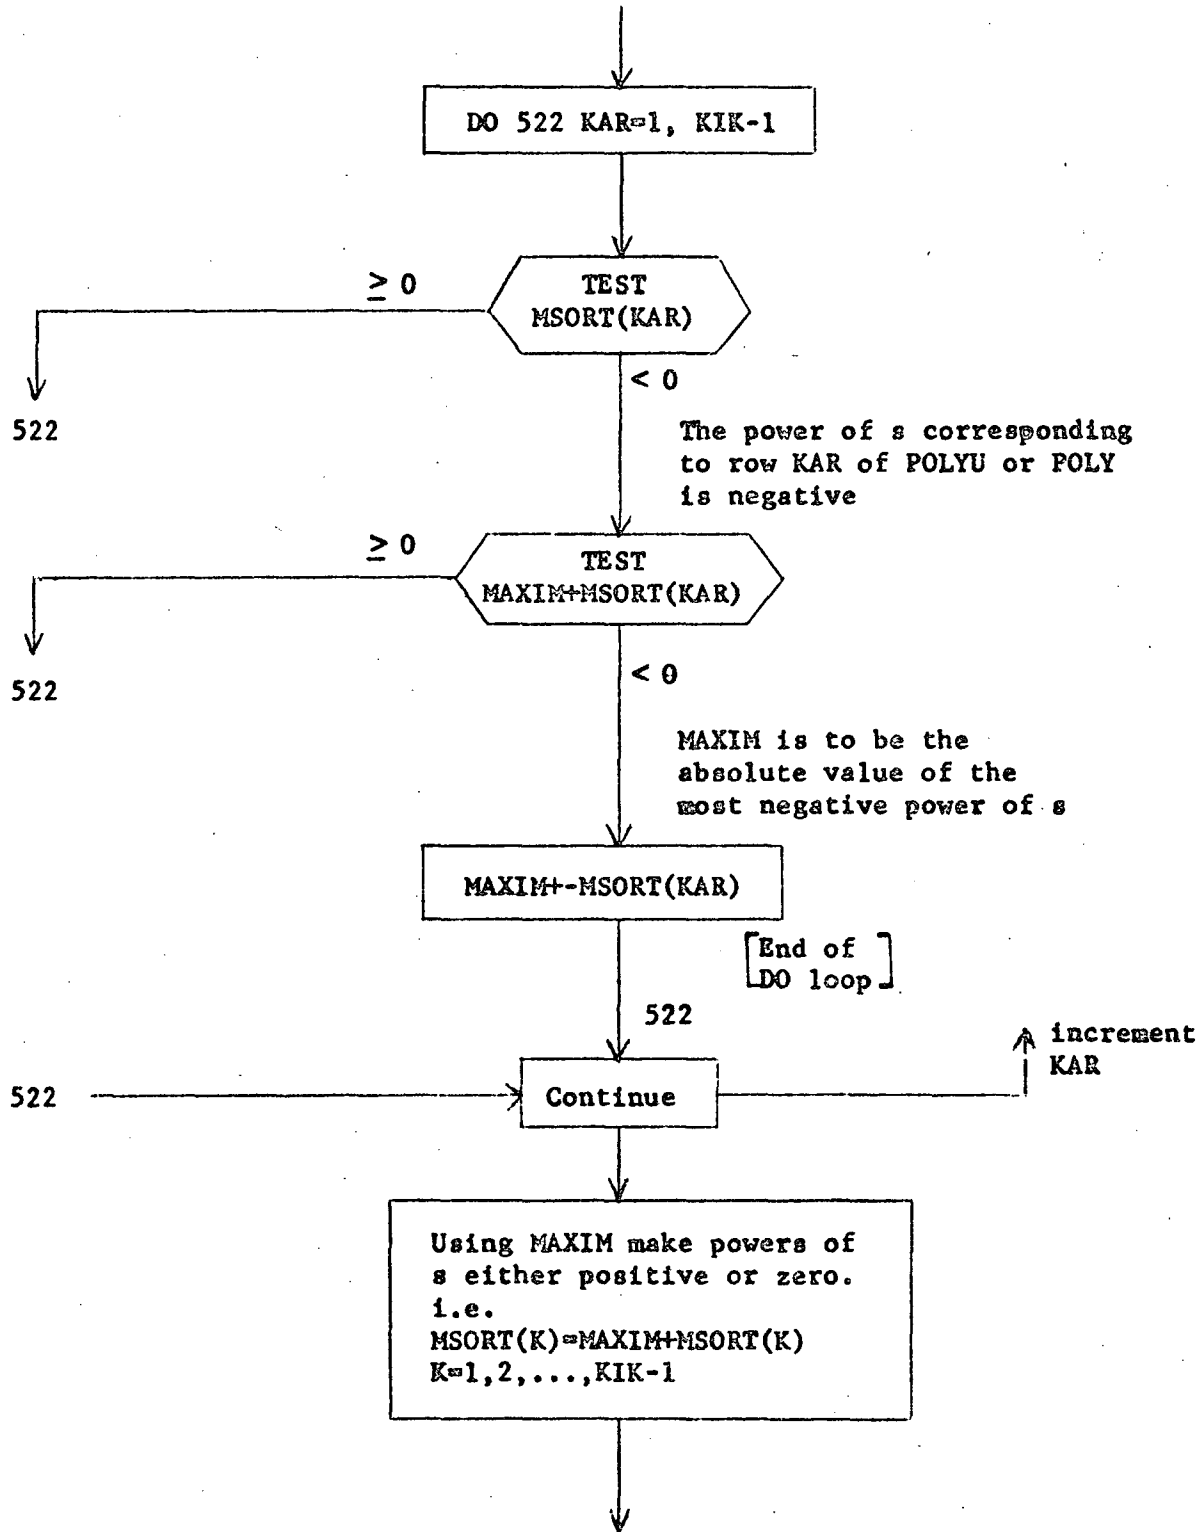 DO 522 KAR=1, KIK-1
≥ 0
TEST
MSORT(KAR)
< 0
522
The power of s corresponding
to row KAR of POLYU or POLY
is negative
≥ 0
TEST
MAXIM+MSORT(KAR)
522
< 0
MAXIM is to be the
absolute value of the
most negative power of s
MAXIM+-MSORT(KAR)
[End of
DO loop]
522
increment
KAR
522
Continue
Using MAXIM make powers of
s either positive or zero.
i.e.
MSORT(K)=MAXIM+MSORT(K)
K=1,2,...,KIK-1